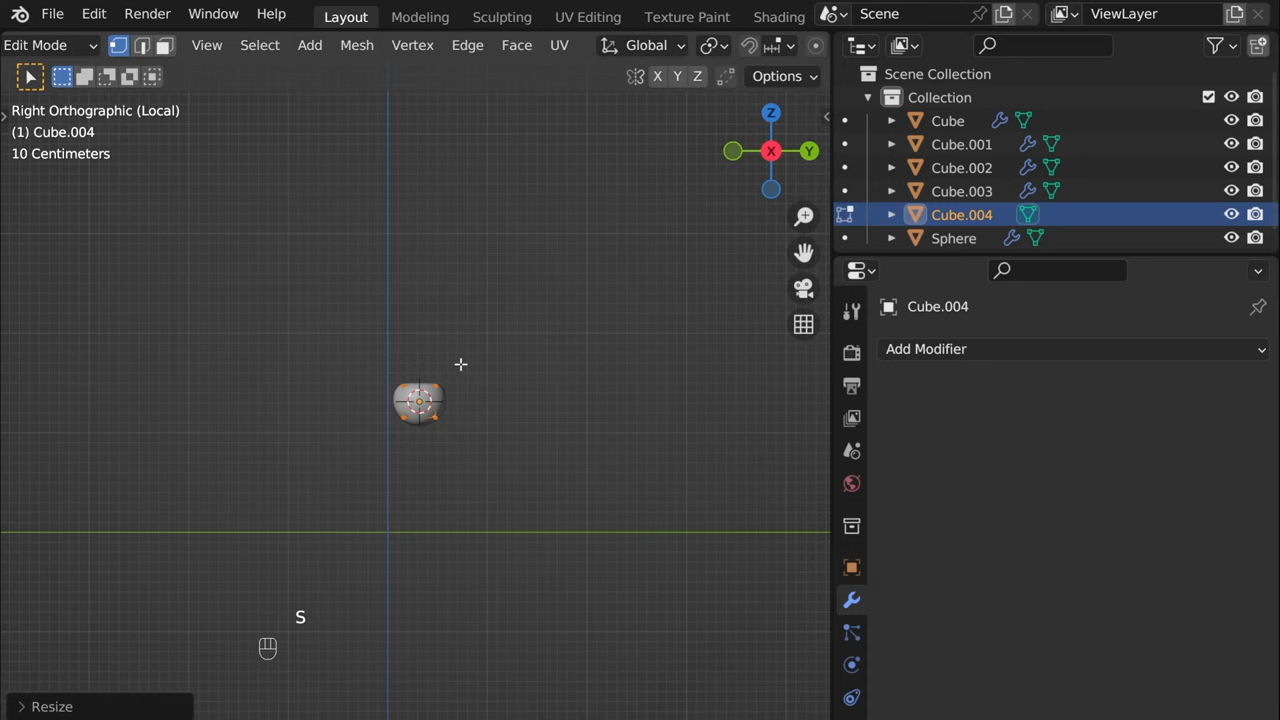 File Edit Render Window Help Layout Modeling Sculpting UV Editing Texture Paint Shading Scene ViewLayer
Edit Mode View Select Add Mesh Vertex Edge Face UV Global
X Y Z Options
Right Orthographic (Local)
(1) Cube.004
10 Centimeters
Z
X
Y
S
Resize
Scene Collection
Collection
Cube
Cube.001
Cube.002
Cube.003
Cube.004
Sphere
Cube.004
Add Modifier